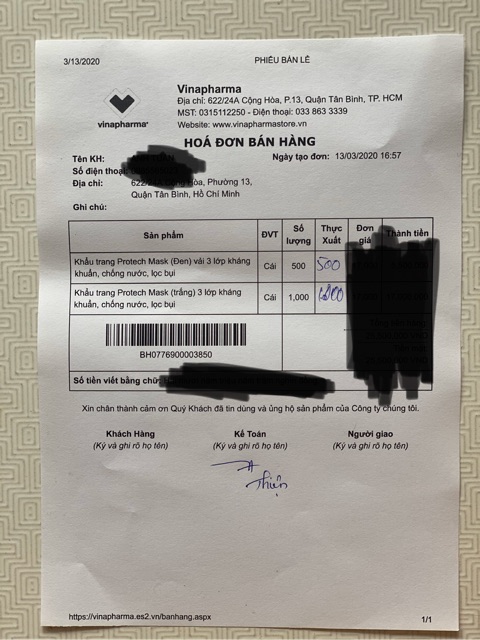 3/13/2020 PHIẾU BÁN LẺ
Vinapharma
Địa chỉ: 622/24A Cộng Hòa, P.13, Quận Tân Bình, TP. HCM
MST: 0315112250 - Điện thoại: 033 863 3339
Website: www.vinapharmastore.vn
vinapharma
HOÁ ĐƠN BÁN HÀNG
Tên KH: Ngày tạo đơn: 13/03/2020 16:57
Số điện thoại:
Địa chỉ: 622/24A Cộng Hòa, Phường 13,
Quận Tân Bình, Hồ Chí Minh
Ghi chú:
Sản phẩm ĐVT Số lượng Thực Xuất Đơn giá Thành tiền
Khẩu trang Protech Mask (Đen) vải 3 lớp kháng
khuẩn, chống nước, lọc bụi Cái 500 500
Khẩu trang Protech Mask (trắng) 3 lớp kháng
khuẩn, chống nước, lọc bụi Cái 1,000
BH0776900003850
Số tiền viết bằng chữ:
Xin chân thành cảm ơn Quý Khách đã tin dùng và ủng hộ sản phẩm của Công ty chúng tôi.
Khách Hàng Kế Toán Người giao
(Ký và ghi rõ họ tên) (Ký và ghi rõ họ tên) (Ký và ghi rõ họ tên)
Thiện
https://vinapharma.es2.vn/banhang.aspx 1/1